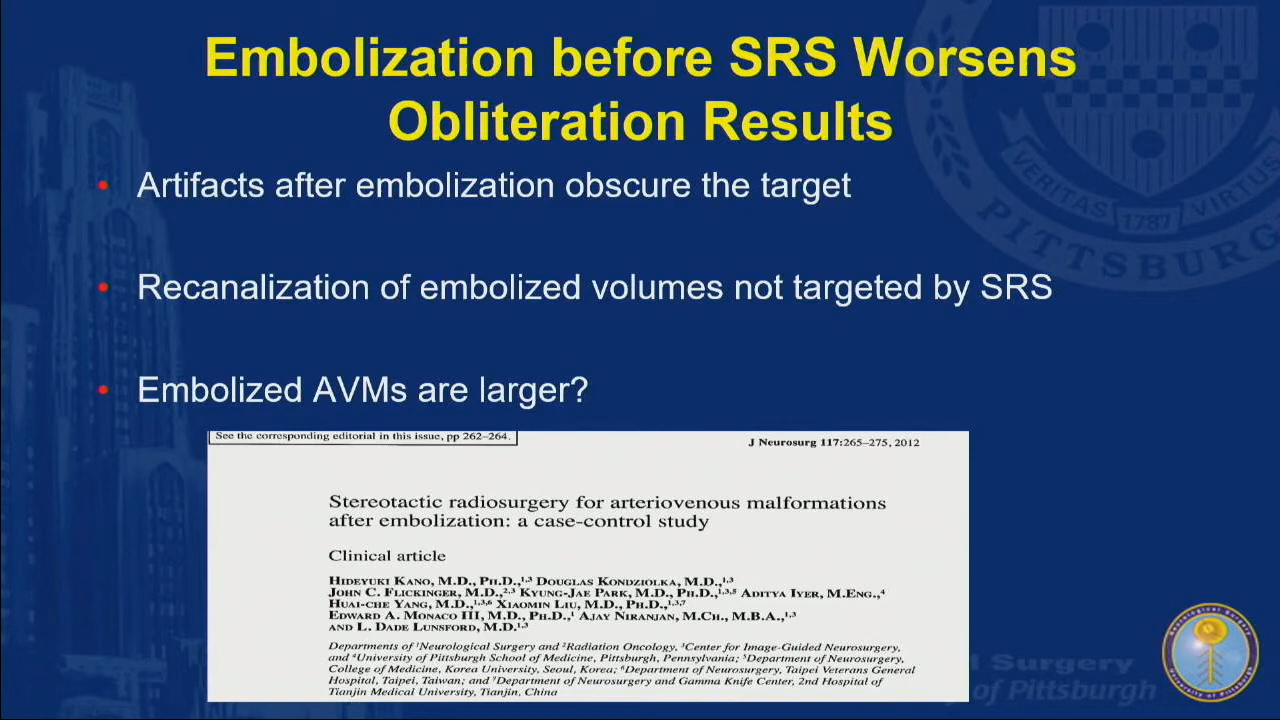 Embolization before SRS Worsens
Obliteration Results
• Artifacts after embolization obscure the target
• Recanalization of embolized volumes not targeted by SRS
• Embolized AVMs are larger?
VERITAS 1787 VIRTUS
PITTSBURGH
See the corresponding editorial in this issue, pp 262–264.
J Neurosurg 117:265–275, 2012
Stereotactic radiosurgery for arteriovenous malformations
after embolization: a case-control study
Clinical article
HIDEYUKI KANO, M.D., PH.D.,1,3 DOUGLAS KONDZIOLKA, M.D.,1,3
JOHN C. FLICKINGER, M.D.,2,3 KYUNG-JAE PARK, M.D., PH.D.,1,3,5 ADITYA IYER, M.ENG.,4
HUAI-CHE YANG, M.D.,1,3,6 XIAOMIN LIU, M.D., PH.D.,1,3,7
EDWARD A. MONACO III, M.D., PH.D.,1 AJAY NIRANJAN, M.CH., M.B.A.,1,3
AND L. DADE LUNSFORD, M.D.1,3
Departments of 1Neurological Surgery and 2Radiation Oncology, 3Center for Image-Guided Neurosurgery,
and 4University of Pittsburgh School of Medicine, Pittsburgh, Pennsylvania; 5Department of Neurosurgery,
College of Medicine, Korea University, Seoul, Korea; 6Department of Neurosurgery, Taipei Veterans General
Hospital, Taipei, Taiwan; and 7Department of Neurosurgery and Gamma Knife Center, 2nd Hospital of
Tianjin Medical University, Tianjin, China
l Surgery
of Pittsburgh